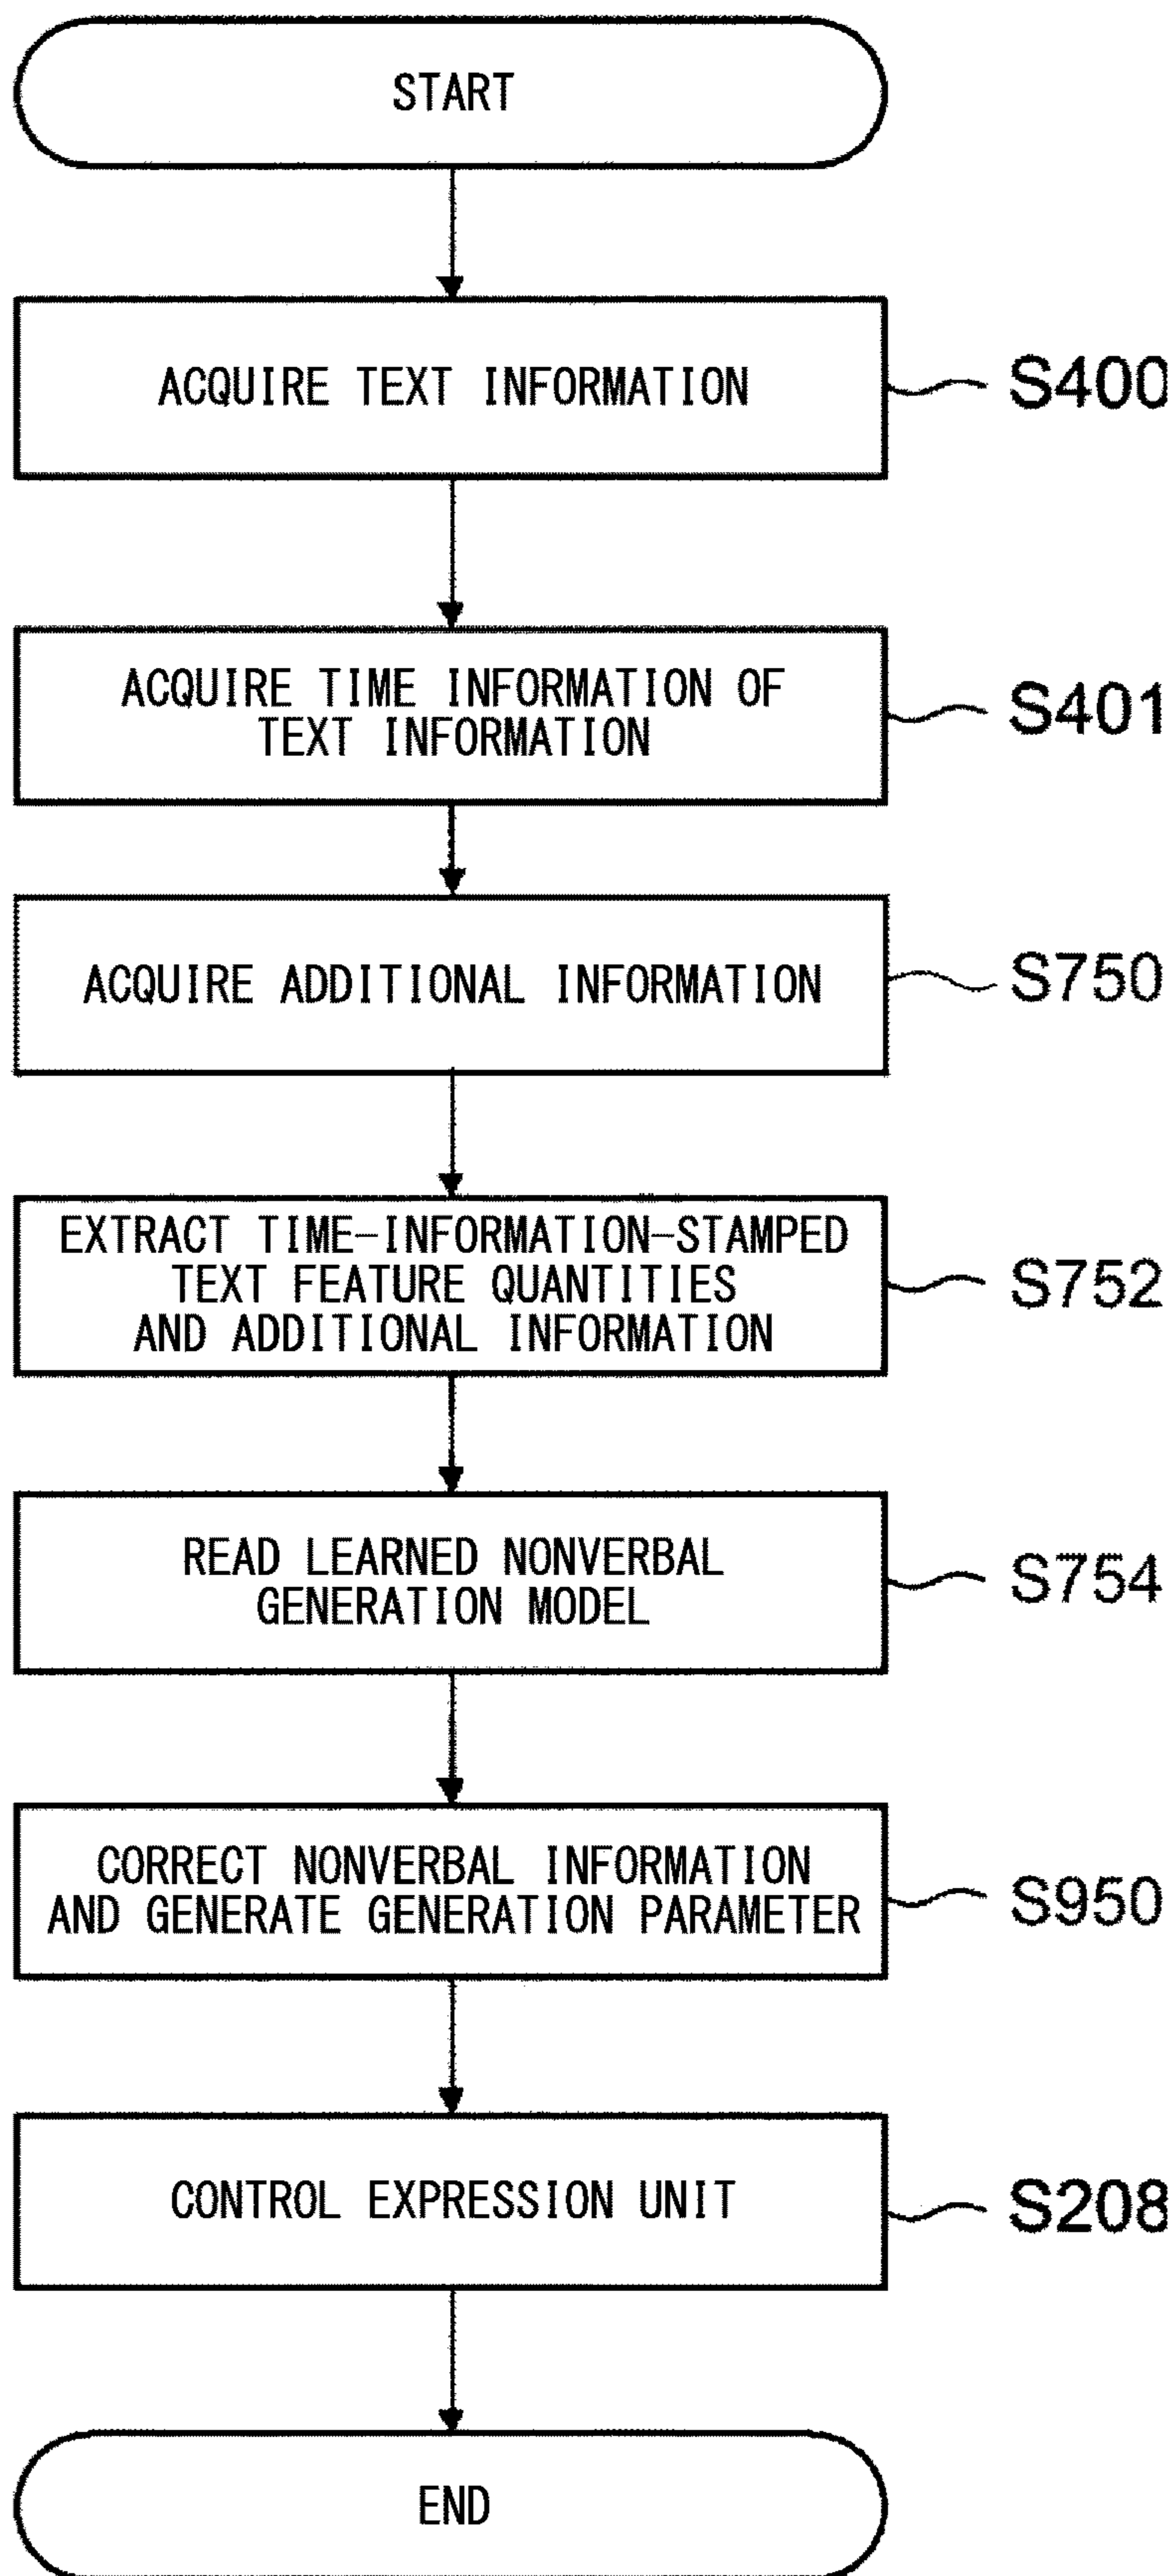 START
ACQUIRE TEXT INFORMATION
S400
ACQUIRE TIME INFORMATION OF
TEXT INFORMATION
S401
ACQUIRE ADDITIONAL INFORMATION
S750
EXTRACT TIME-INFORMATION-STAMPED
TEXT FEATURE QUANTITIES
AND ADDITIONAL INFORMATION
S752
READ LEARNED NONVERBAL
GENERATION MODEL
S754
CORRECT NONVERBAL INFORMATION
AND GENERATE GENERATION PARAMETER
S950
CONTROL EXPRESSION UNIT
S208
END